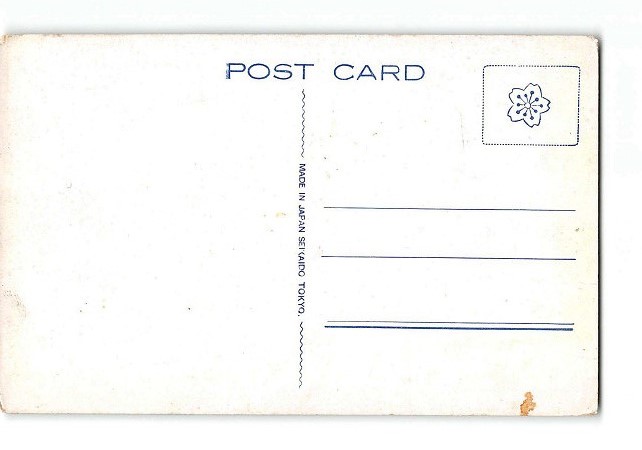 POST CARD
MADE IN JAPAN SEIKAIDO TOKYO.